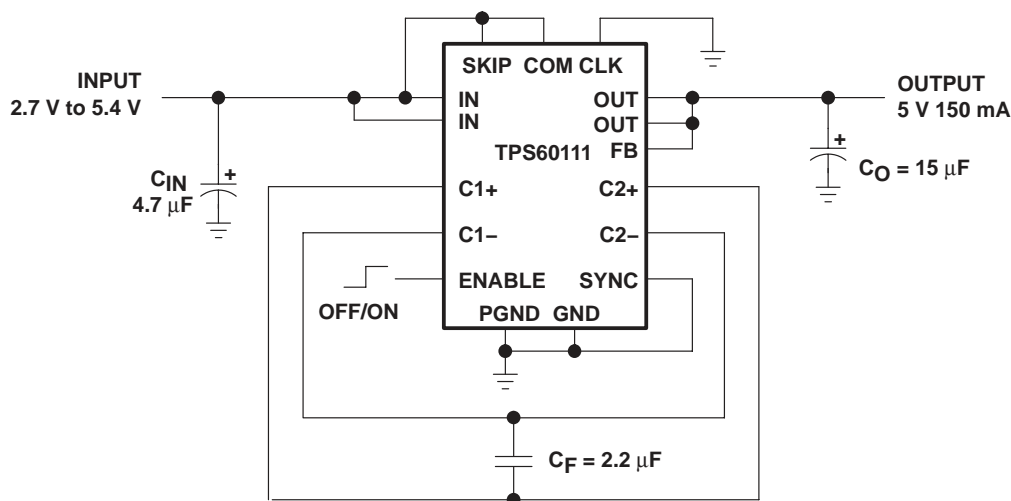 SKIP COM CLK
INPUT
2.7 V to 5.4 V
IN
IN
OUT
OUT
FB
OUTPUT
5 V 150 mA
TPS60111
CIN
4.7 μF
+
+
CO = 15 μF
C1+
C2+
C1−
C2−
ENABLE
SYNC
OFF/ON
PGND GND
CF = 2.2 μF